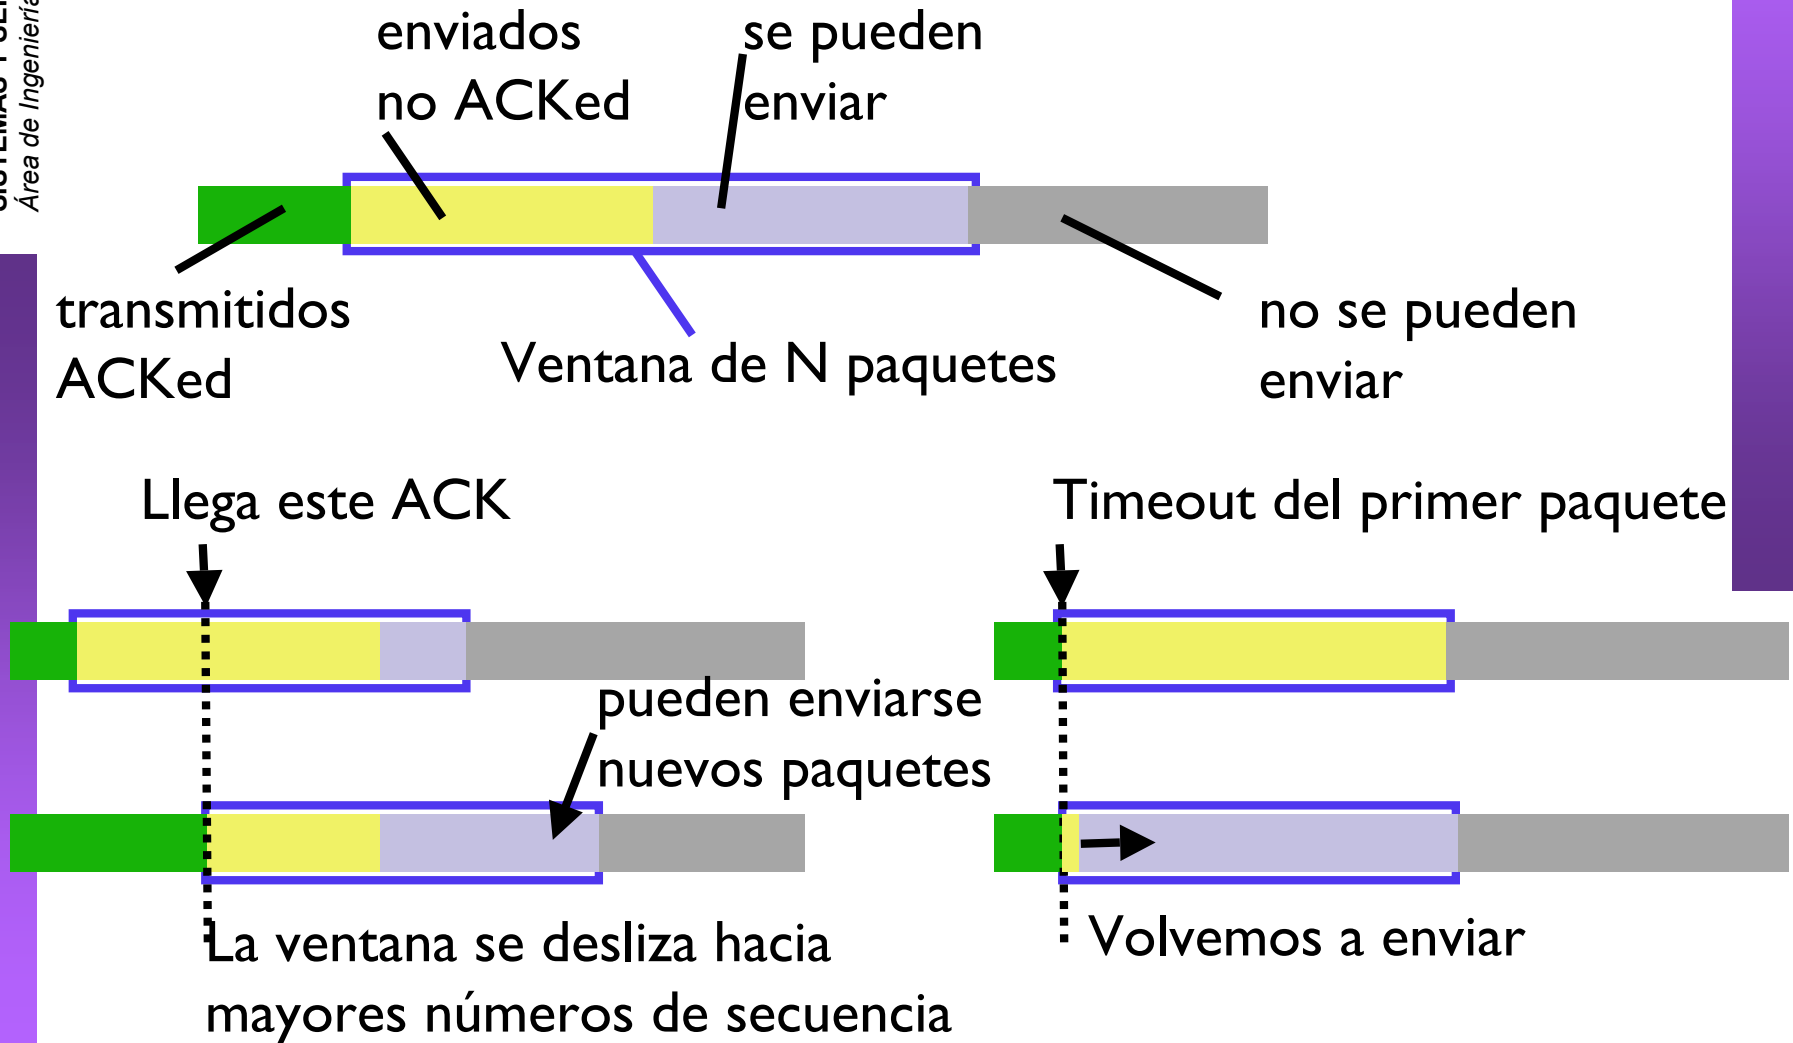 Área de Ingeniería
enviados
no ACKed
se pueden
enviar
transmitidos
ACKed
Ventana de N paquetes
no se pueden
enviar
Llega este ACK
Timeout del primer paquete
pueden enviarse
nuevos paquetes
La ventana se desliza hacia
mayores números de secuencia
Volvemos a enviar